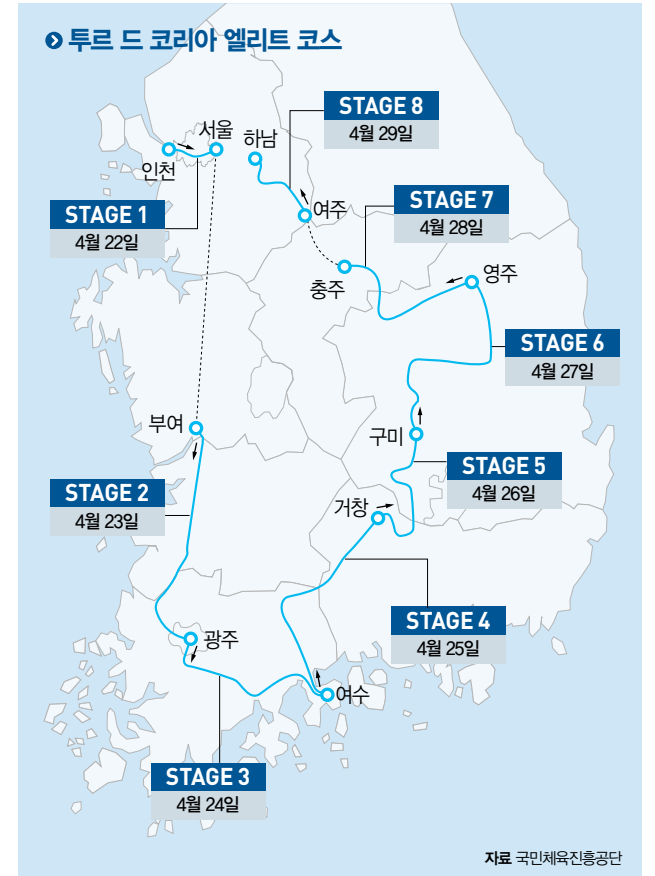 투르 드 코리아 엘리트 코스
STAGE 8
4월 29일
서울
하남
인천
STAGE 1
4월 22일
여주
STAGE 7
4월 28일
충주
영주
STAGE 6
4월 27일
부여
구미
STAGE 5
4월 26일
STAGE 2
4월 23일
거창
STAGE 4
4월 25일
광주
여수
STAGE 3
4월 24일
자료 국민체육진흥공단